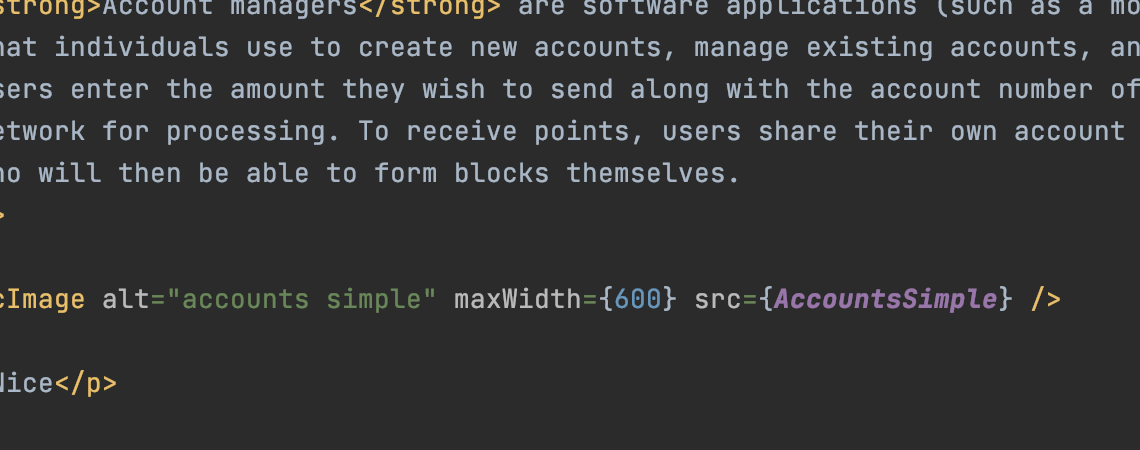 strong>Account managers</strong> are software applications (such as a mo
hat individuals use to create new accounts, manage existing accounts, an
sers enter the amount they wish to send along with the account number of
etwork for processing. To receive points, users share their own account
ho will then be able to form blocks themselves.
>
cImage alt="accounts simple" maxWidth={600} src={AccountsSimple} />
Nice</p>